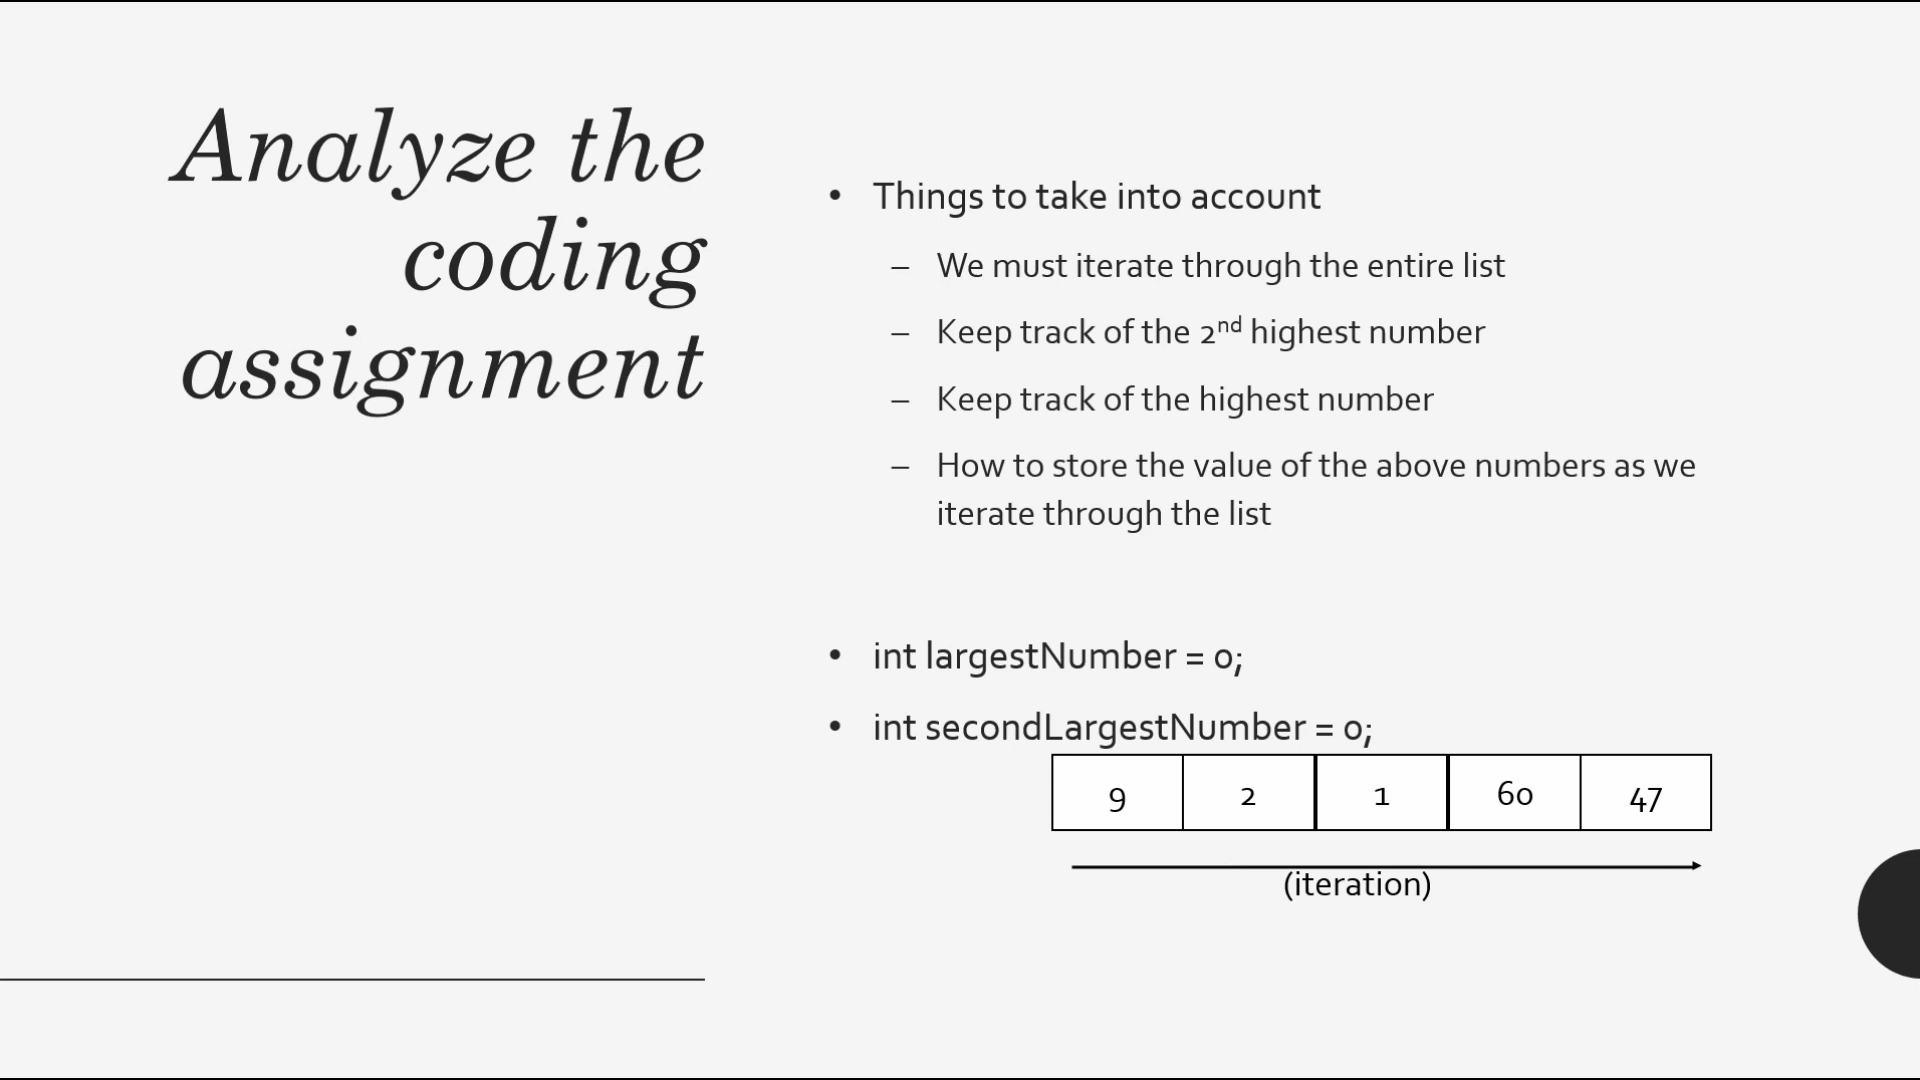 Analyze the
coding
assignment
• Things to take into account
– We must iterate through the entire list
– Keep track of the 2nd highest number
– Keep track of the highest number
– How to store the value of the above numbers as we
iterate through the list
• int largestNumber = 0;
• int secondLargestNumber = 0;
9 2 1 60 47
(iteration)